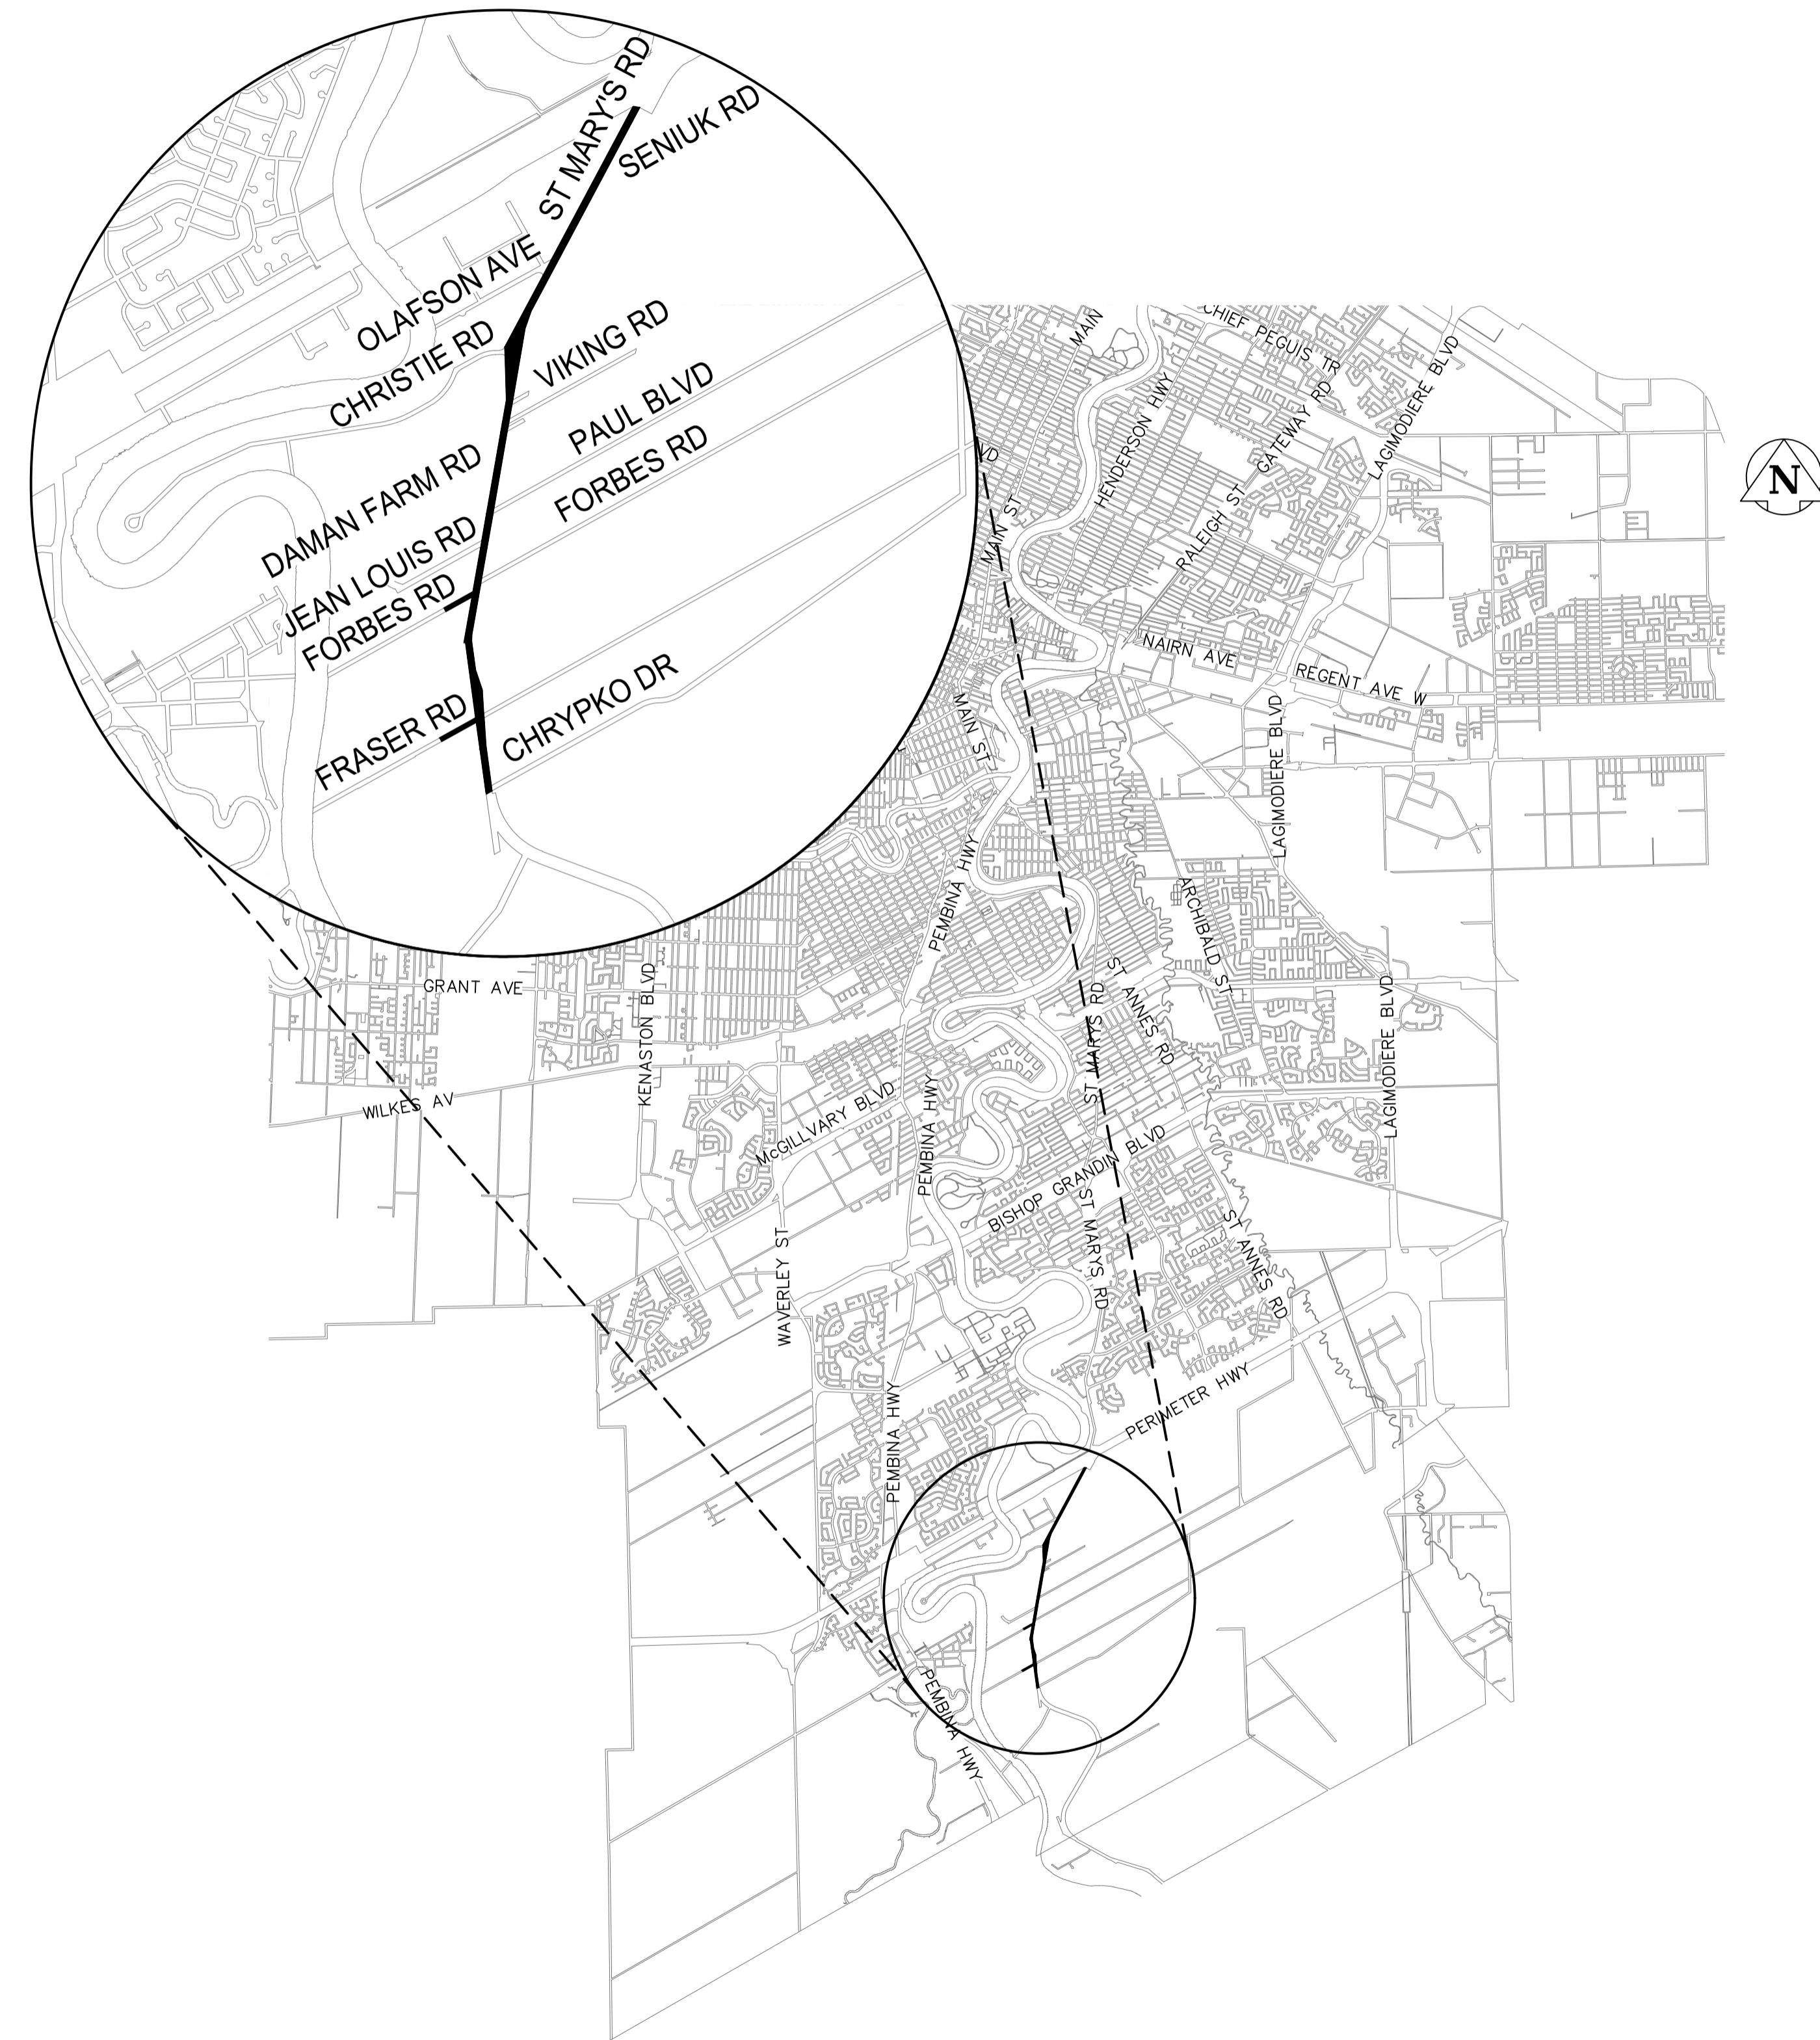 ST MARY'S RD
SENIUK RD
OLAFSON AVE
CHRISTIE RD
VIKING RD
PAUL BLVD
DAMAN FARM RD
FORBES RD
JEAN LOUIS RD
FORBES RD
FRASER RD
CHRYPKO DR
MAIN
CHIEF PEGUIS TR
LAGIMODIERE BLVD
HENDERSON HWY
GATEWAY RD
N
VD
MAIN ST
RALEIGH ST
NAIRN AVE
REGENT AVE W
MAIN ST
LAGIMODIERE BLVD
PEMBINA HWY
ARCHIBALD ST
GRANT AVE
KENASTON BLVD
ST ANNES RD
ST MARYS RD
LAGIMODIERE BLVD
WILKES AV
McGILLVARY BLVD
PEMBINA HWY
BISHOP GRANDIN BLVD
ST MARYS RD
ST ANNES RD
WAVERLEY ST
PERIMETER HWY
PEMBINA HWY
PEMBINA HWY